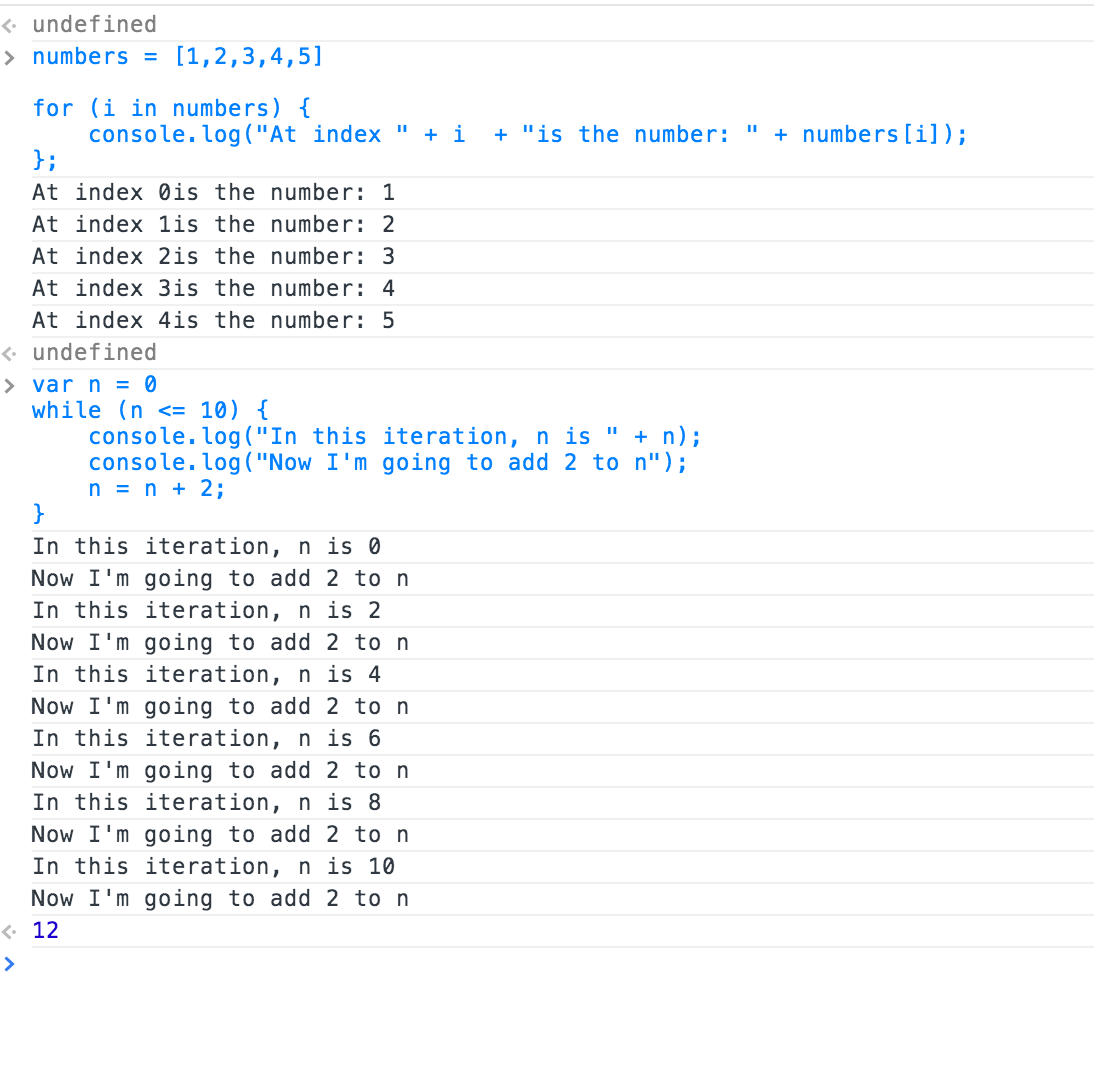 undefined
numbers = [1,2,3,4,5]
for (i in numbers) {
    console.log("At index " + i  + "is the number: " + numbers[i]);
};
At index 0is the number: 1
At index 1is the number: 2
At index 2is the number: 3
At index 3is the number: 4
At index 4is the number: 5
undefined
var n = 0
while (n <= 10) {
    console.log("In this iteration, n is " + n);
    console.log("Now I'm going to add 2 to n");
    n = n + 2;
}
In this iteration, n is 0
Now I'm going to add 2 to n
In this iteration, n is 2
Now I'm going to add 2 to n
In this iteration, n is 4
Now I'm going to add 2 to n
In this iteration, n is 6
Now I'm going to add 2 to n
In this iteration, n is 8
Now I'm going to add 2 to n
In this iteration, n is 10
Now I'm going to add 2 to n
12